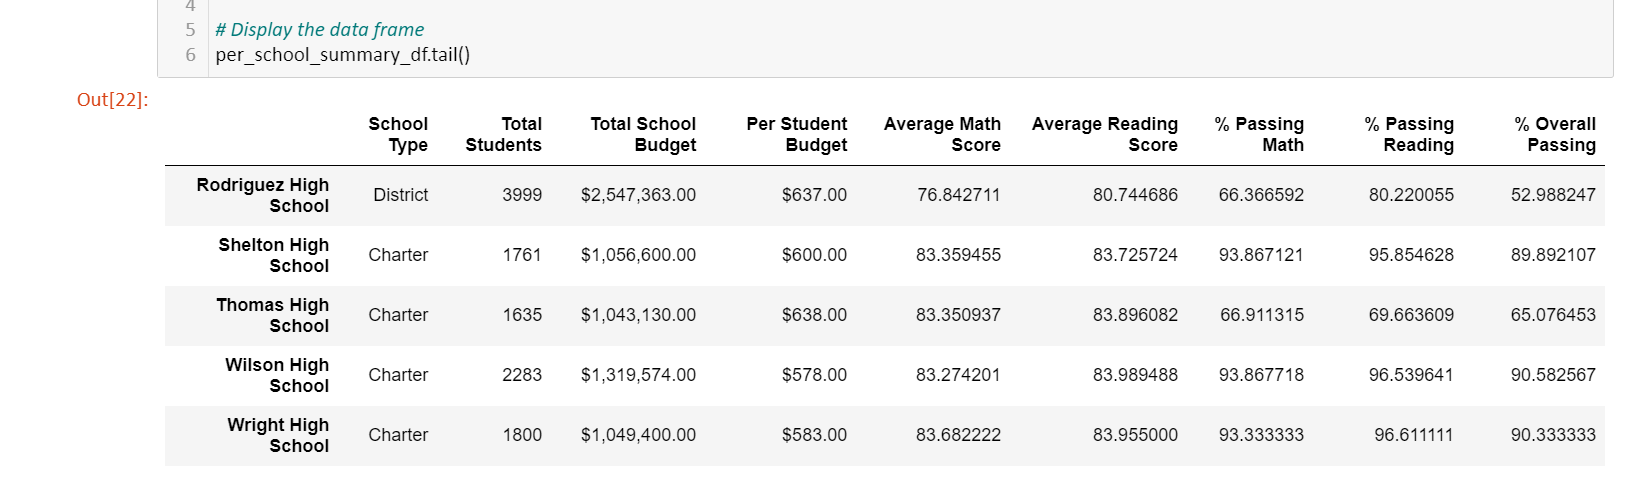 4
5 # Display the data frame
6 per_school_summary_df.tail()
Out[22]:
School Type Total Students Total School Budget Per Student Budget Average Math Score Average Reading Score % Passing Math % Passing Reading % Overall Passing
Rodriguez High School District 3999 $2,547,363.00 $637.00 76.842711 80.744686 66.366592 80.220055 52.988247
Shelton High School Charter 1761 $1,056,600.00 $600.00 83.359455 83.725724 93.867121 95.854628 89.892107
Thomas High School Charter 1635 $1,043,130.00 $638.00 83.350937 83.896082 66.911315 69.663609 65.076453
Wilson High School Charter 2283 $1,319,574.00 $578.00 83.274201 83.989488 93.867718 96.539641 90.582567
Wright High School Charter 1800 $1,049,400.00 $583.00 83.682222 83.955000 93.333333 96.611111 90.333333